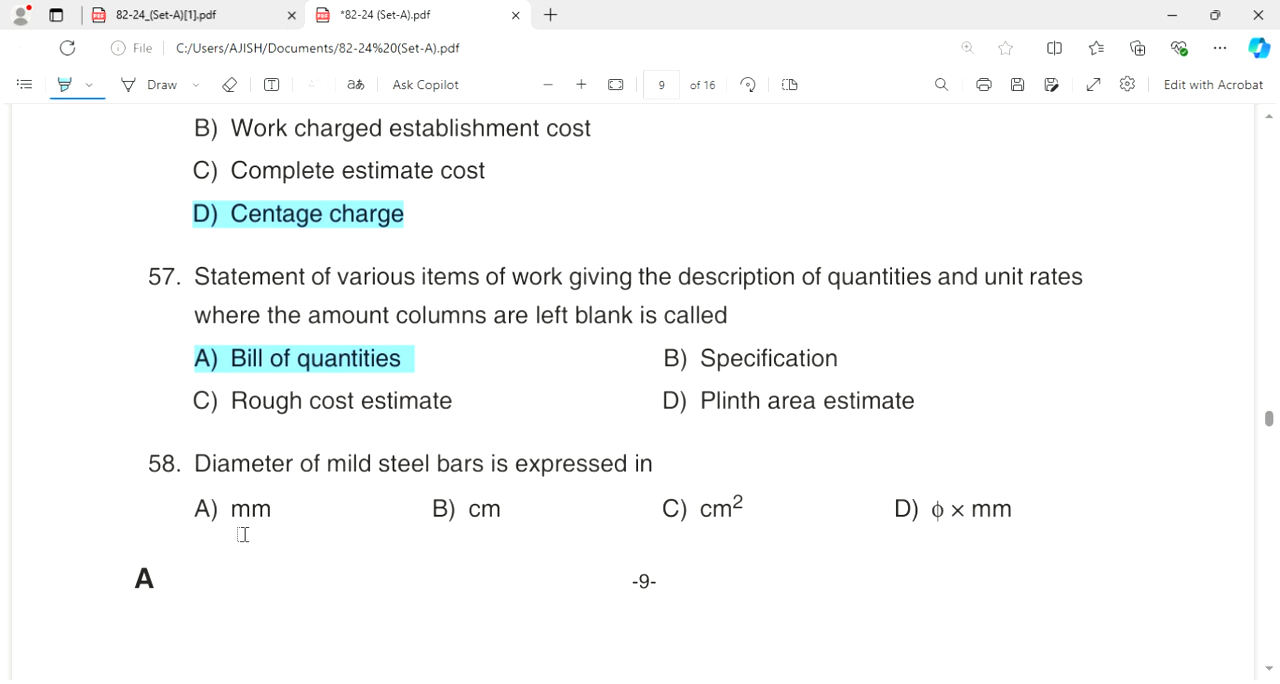 82-24_(Set-A)[1].pdf
*82-24 (Set-A).pdf
File C:/Users/AJISH/Documents/82-24%20(Set-A).pdf
Draw aあ Ask Copilot 9 of 16 Edit with Acrobat
B) Work charged establishment cost
C) Complete estimate cost
D) Centage charge
57. Statement of various items of work giving the description of quantities and unit rates
where the amount columns are left blank is called
A) Bill of quantities B) Specification
C) Rough cost estimate D) Plinth area estimate
58. Diameter of mild steel bars is expressed in
A) mm B) cm C) cm² D) ϕ × mm
A -9-